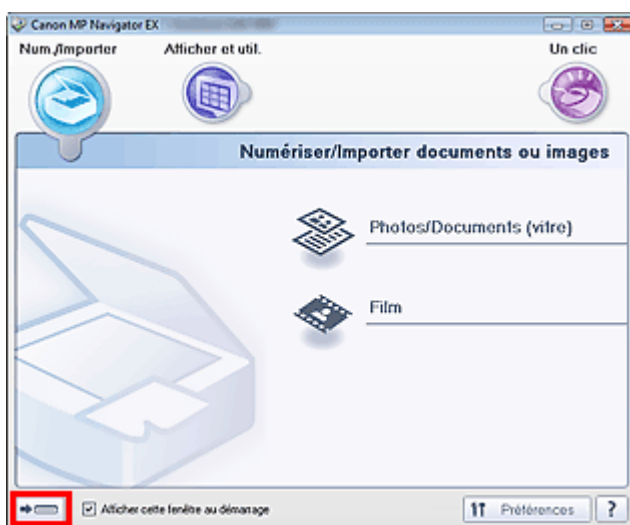 Canon MP Navigator EX
Num./Importer
Afficher et util.
Un clic
Numériser/Importer documents ou images
Photos/Documents (vitre)
Film
Afficher cette fenêtre au démarrage
Préférences
?